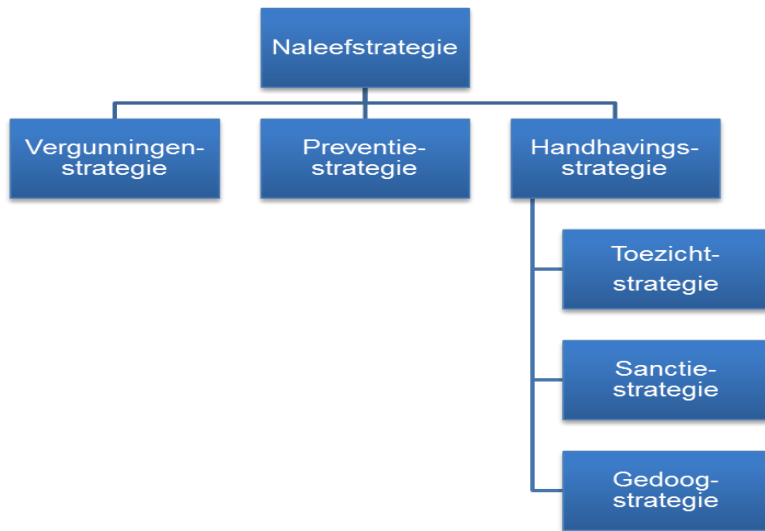 Naleefstrategie
Vergunningen-
strategie
Preventie-
strategie
Handhavings-
strategie
Toezicht-
strategie
Sanctie-
strategie
Gedoog-
strategie